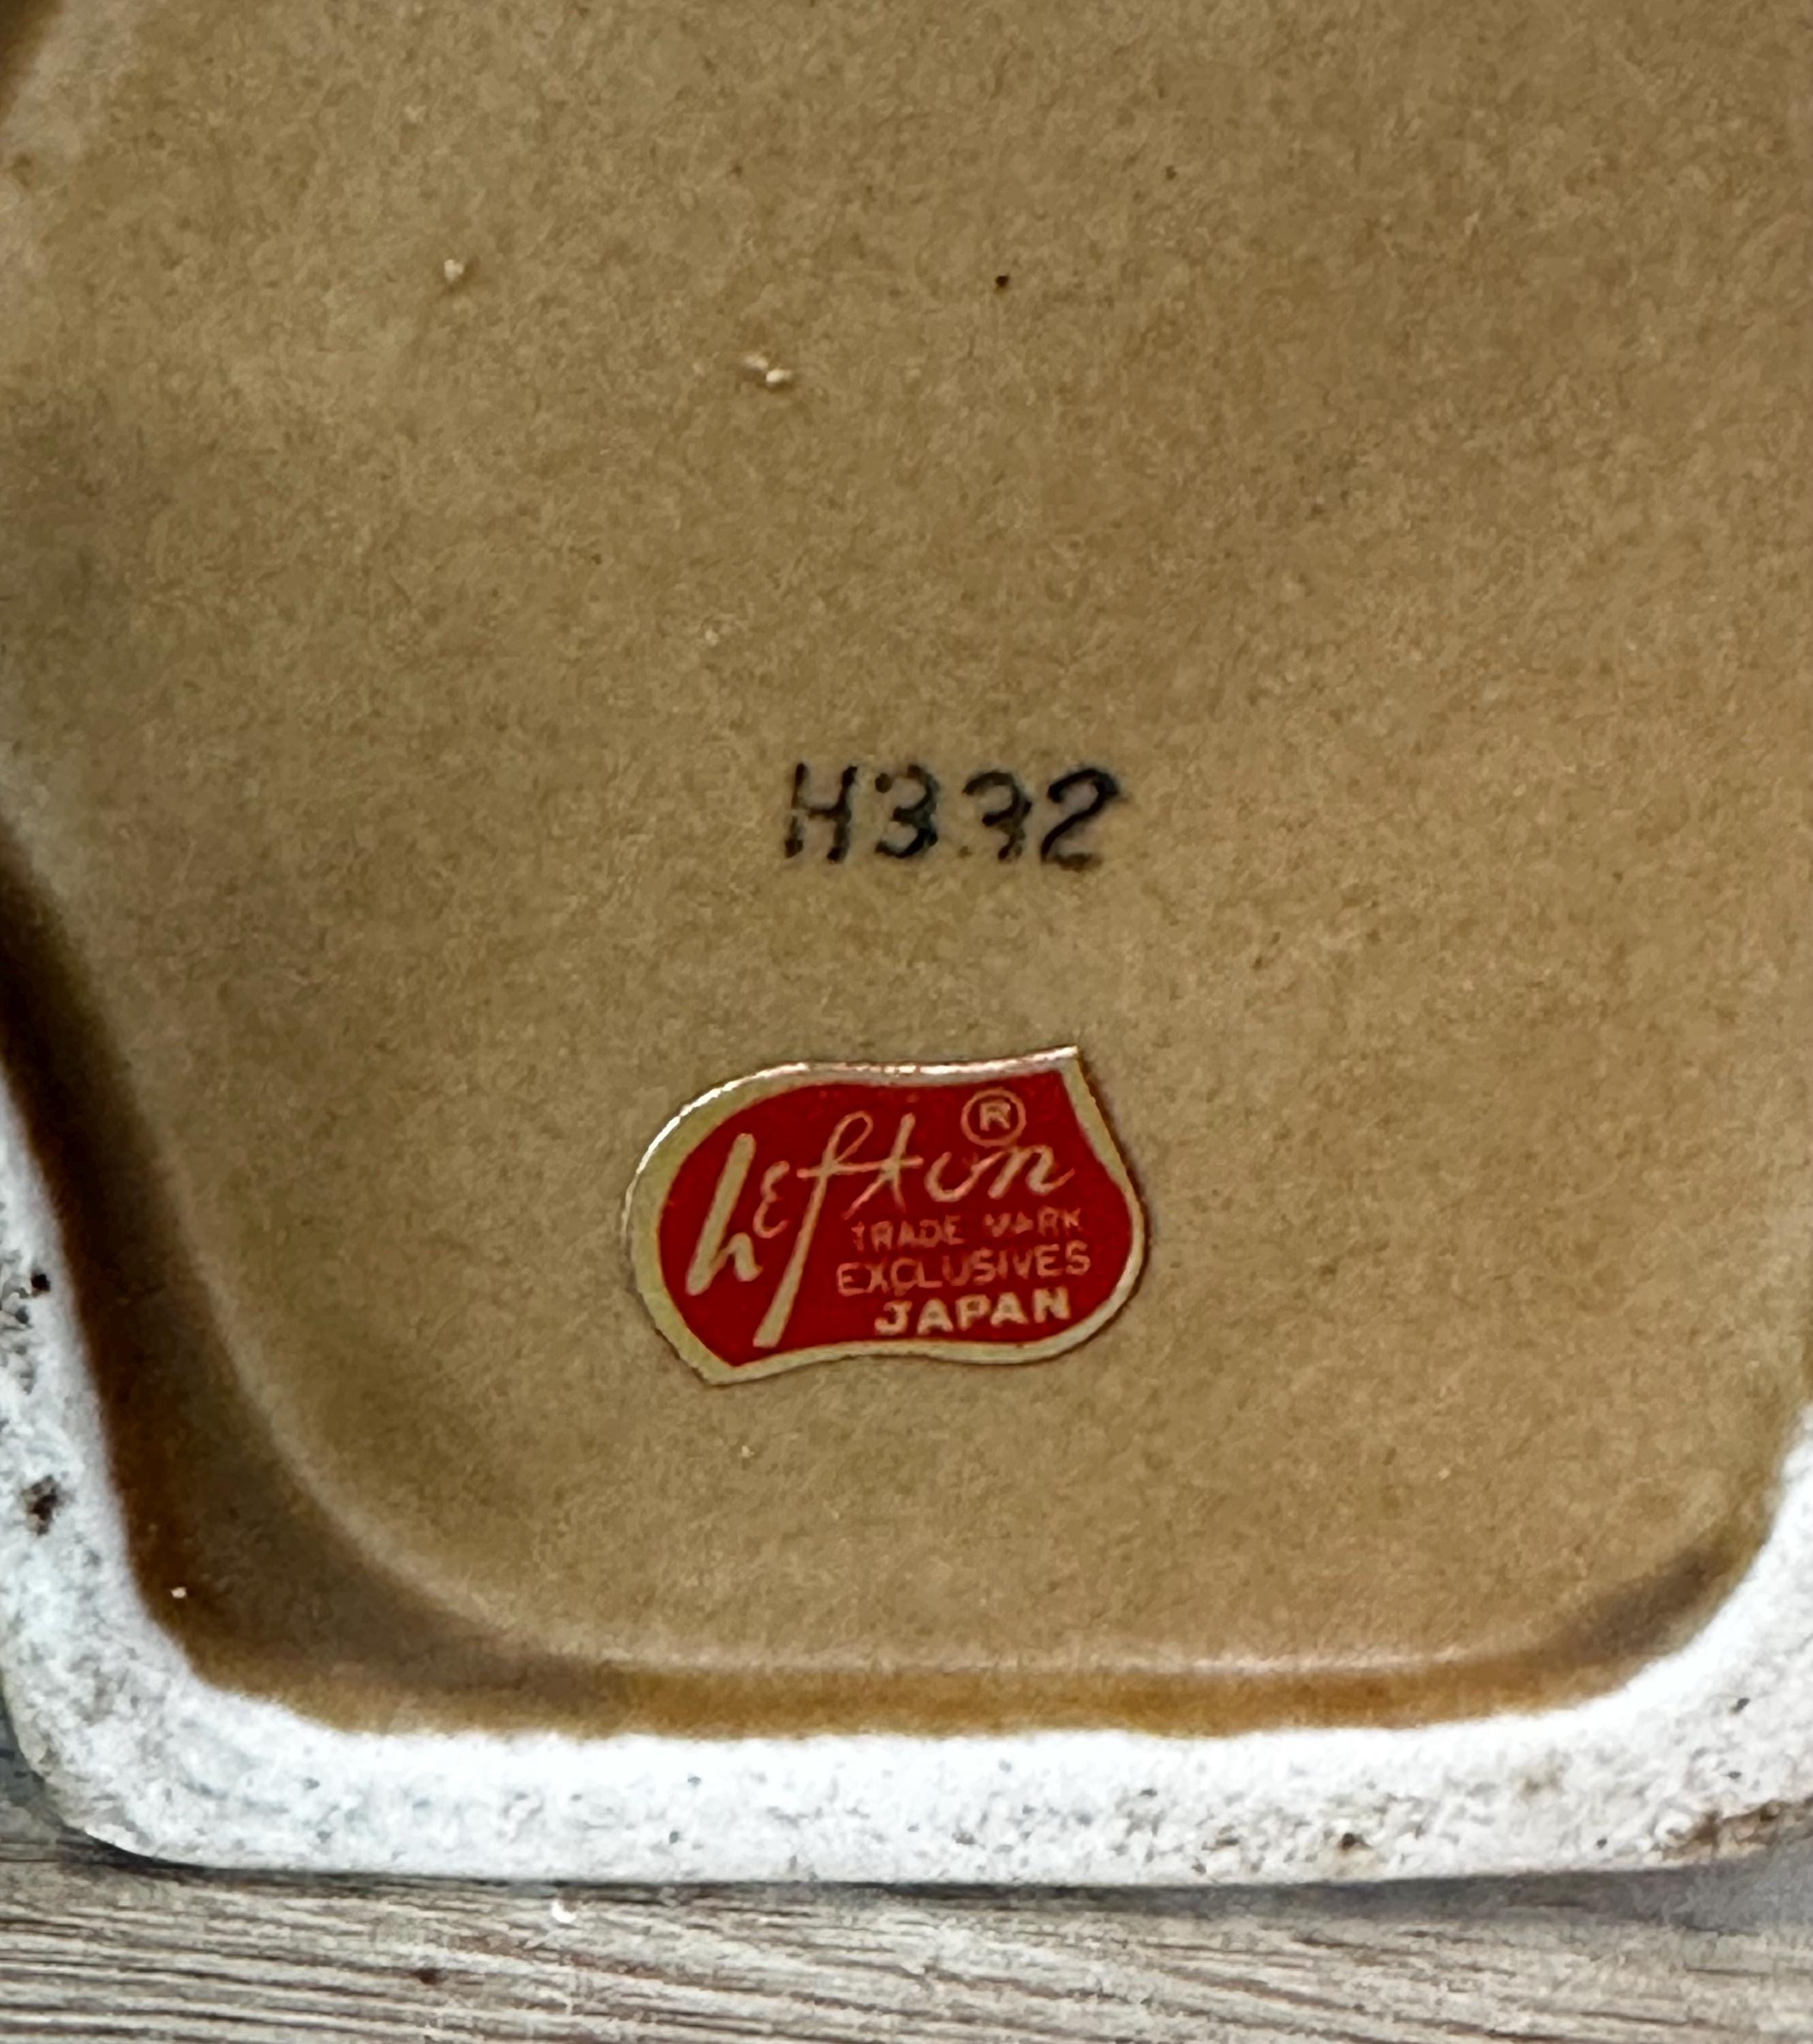 H332
Lefton ®
TRADE MARK
EXCLUSIVES
JAPAN